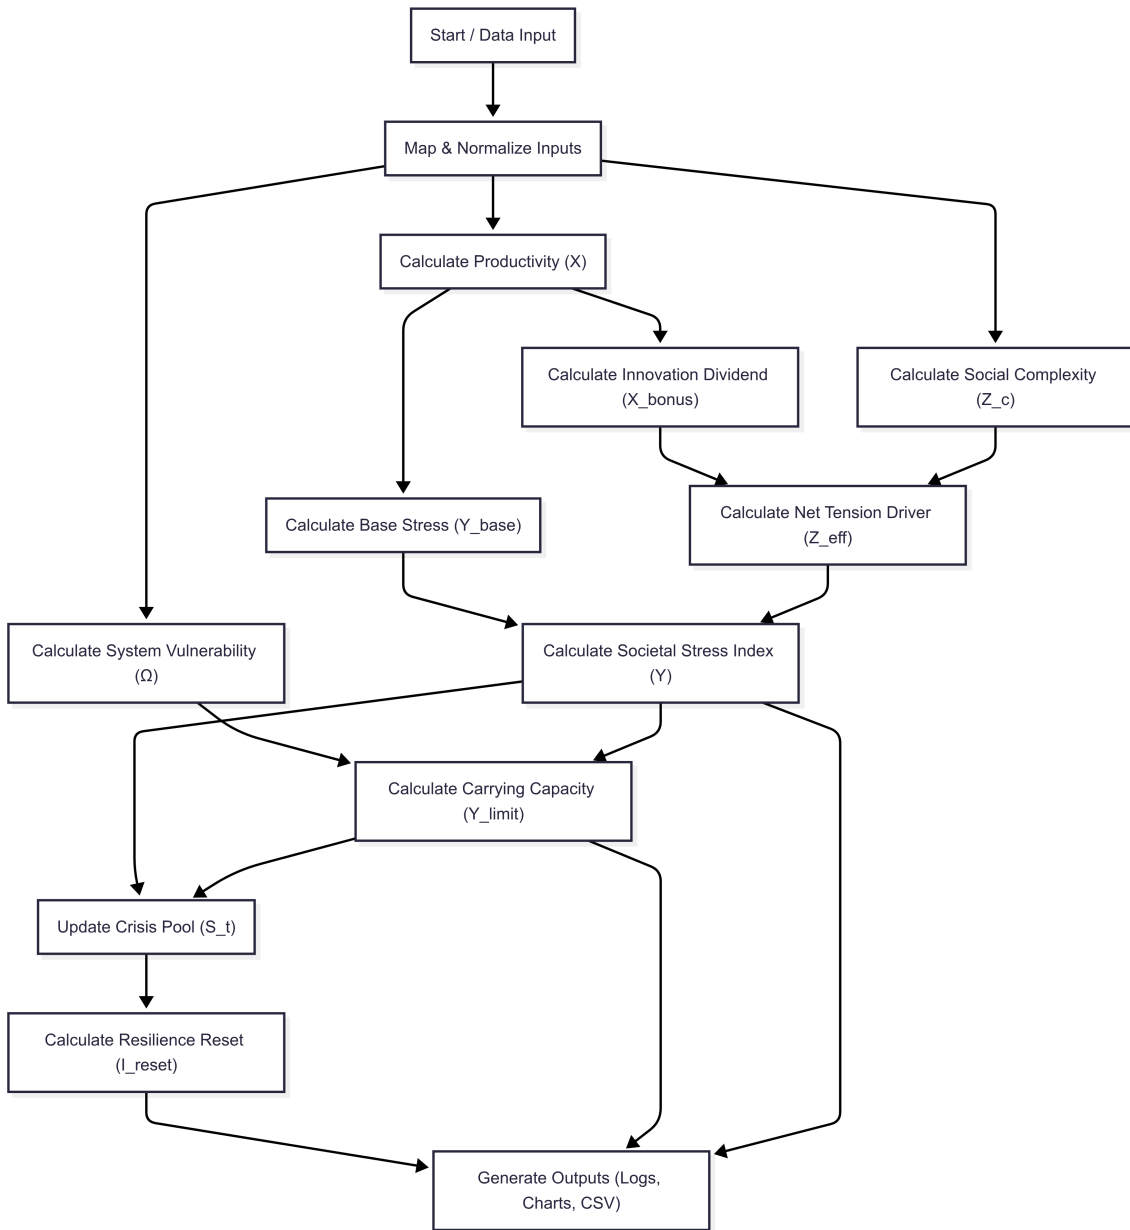 Start / Data Input
Map & Normalize Inputs
Calculate Productivity (X)
Calculate Innovation Dividend
(X_bonus)
Calculate Social Complexity
(Z_c)
Calculate Base Stress (Y_base)
Calculate Net Tension Driver
(Z_eff)
Calculate System Vulnerability
(Ω)
Calculate Societal Stress Index
(Y)
Calculate Carrying Capacity
(Y_limit)
Update Crisis Pool (S_t)
Calculate Resilience Reset
(I_reset)
Generate Outputs (Logs,
Charts, CSV)